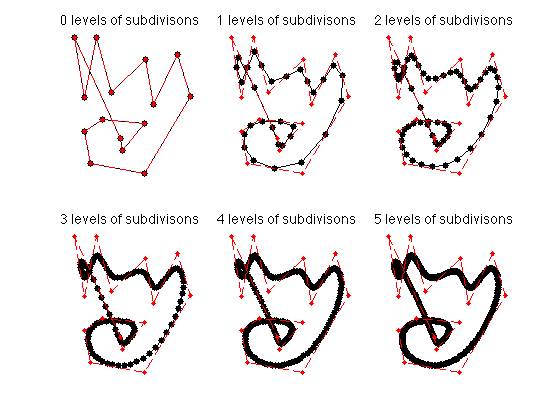 0 levels of subdivisons
1 levels of subdivisons
2 levels of subdivisons
3 levels of subdivisons
4 levels of subdivisons
5 levels of subdivisons